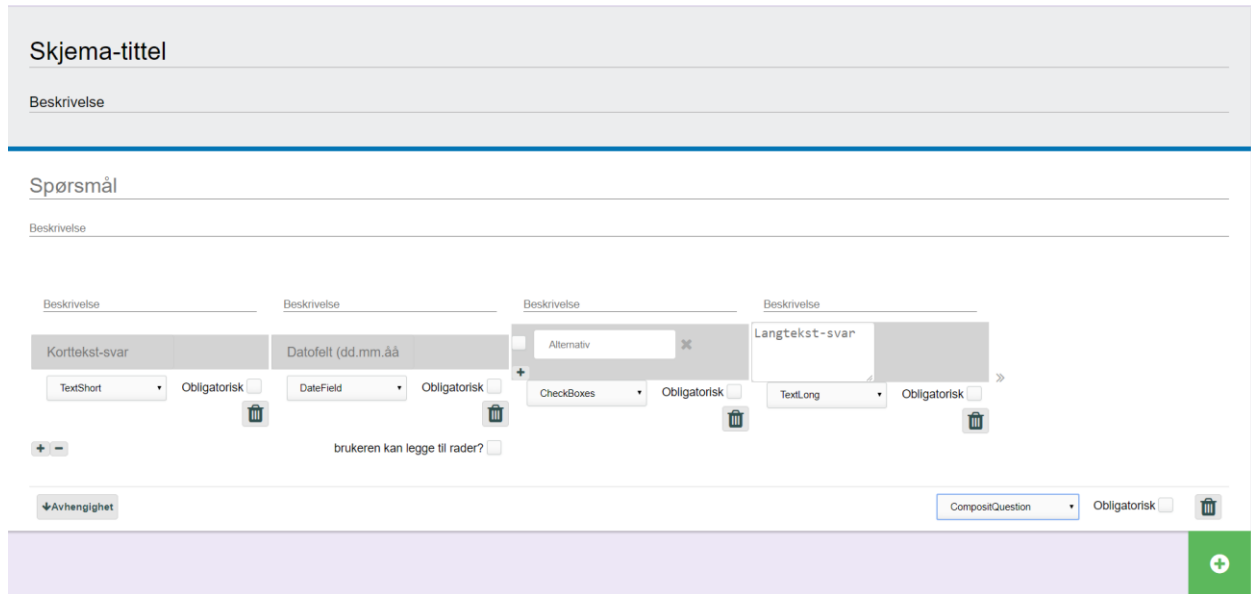 Skjema-tittel
Beskrivelse
Spørsmål
Beskrivelse
Beskrivelse Beskrivelse Beskrivelse Beskrivelse
Korttekst-svar Datofelt (dd.mm.åå Alternativ Langtekst-svar
TextShort Obligatorisk DateField Obligatorisk CheckBoxes Obligatorisk TextLong Obligatorisk
brukeren kan legge til rader?
Avhengighet CompositQuestion Obligatorisk